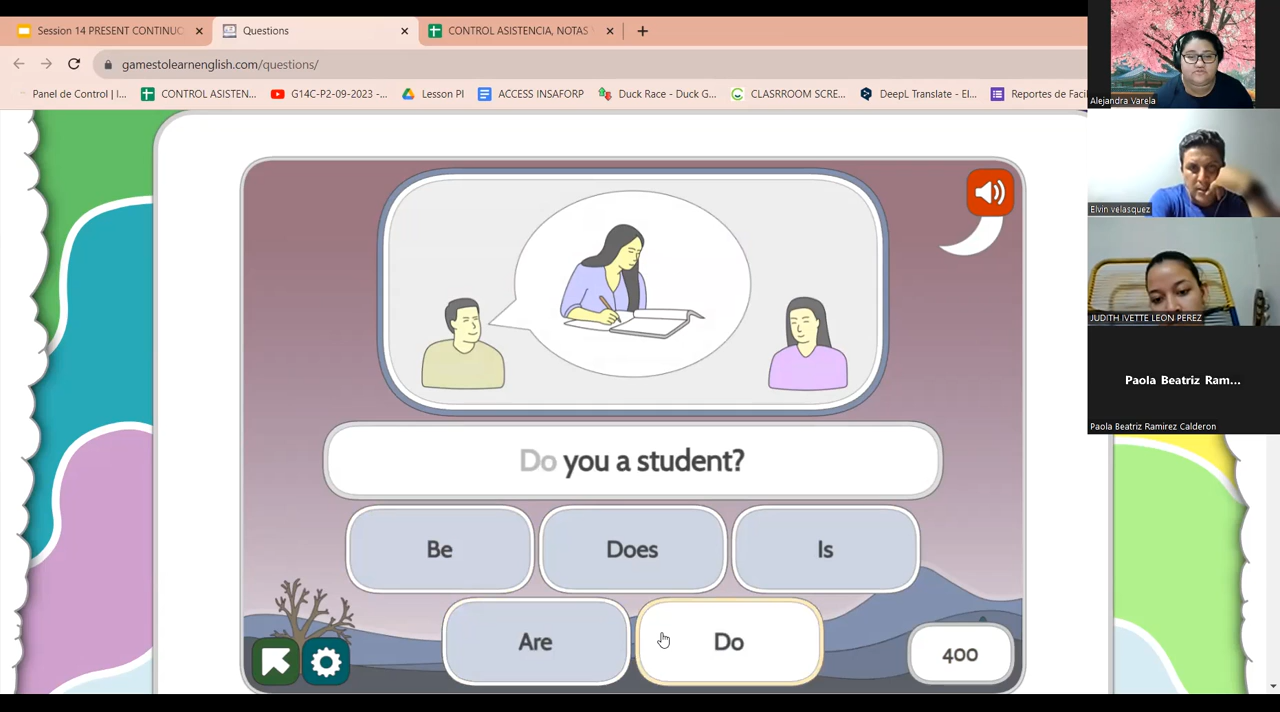 Session 14 PRESENT CONTINUO
Questions
CONTROL ASISTENCIA, NOTAS
gamestolearnenglish.com/questions/
Panel de Control | I...
CONTROL ASISTEN...
G14C-P2-09-2023 -...
Lesson PI
ACCESS INSAFORP
Duck Race - Duck G...
CLASRROOM SCRE...
DeepL Translate - El...
Reportes de Facil
Alejandra Varela
Elvin velasquez
JUDITH IVETTE LEON PEREZ
Paola Beatriz Ram...
Paola Beatriz Ramirez Calderon
Do you a student?
Be
Does
Is
Are
Do
400